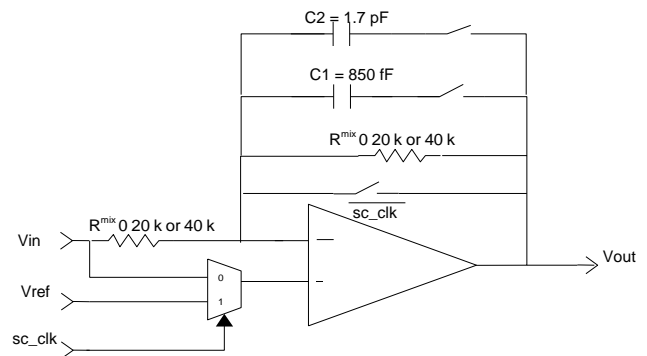 C2 = 1.7 pF
C1 = 850 fF
R^mix 0 20 k or 40 k
sc_clk
R^mix 0 20 k or 40 k
Vin
Vref
0
1
sc_clk
Vout